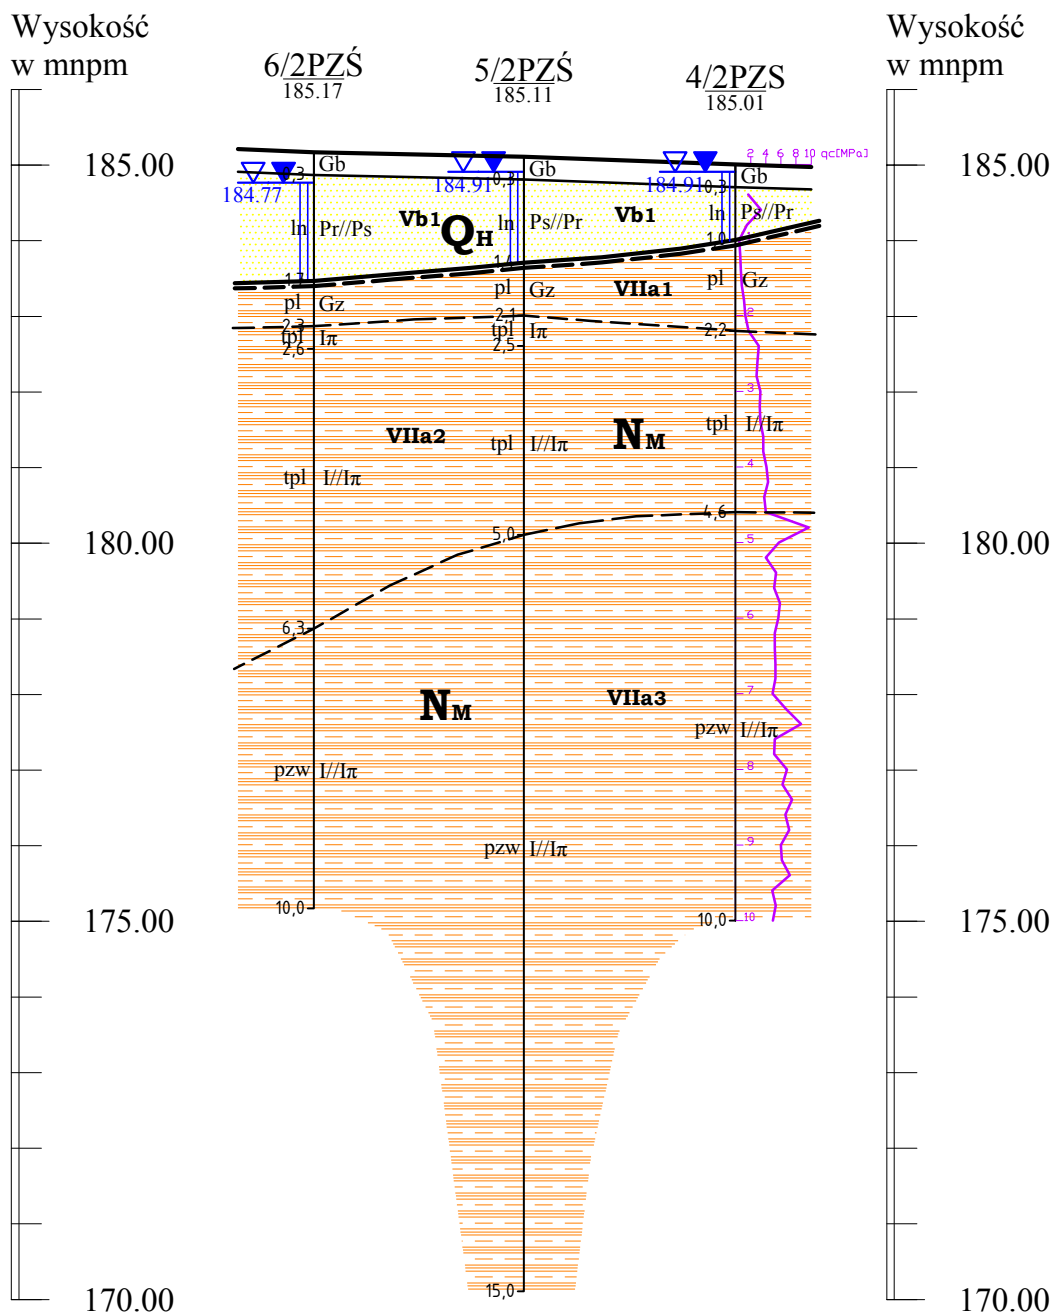 Wysokość
w mnpm
Wysokość
w mnpm
6/2PZŚ
185.17
5/2PZŚ
185.11
4/2PZS
185.01
185.00
185.00
2 4 6 8 10 qc[MPa]
Gb
Gb
Gb
0,3
0,3
0,3
184.77
184.91
184.91
ln Pr//Ps
Vb1
QH
ln Ps//Pr
Vb1
ln Ps//Pr
1,7
1,4
1,0
pl Gz
pl Gz
VIIa1
pl Gz
2
2,3
2,1
2,2
tpl Iπ
tpl Iπ
2,6
2,5
3
VIIa2
tpl I//Iπ
NM
tpl I//Iπ
4
tpl I//Iπ
4,6
180.00
5,0
5
180.00
6,3
6
7
NM
VIIa3
pzw I//Iπ
pzw I//Iπ
8
pzw I//Iπ
9
10,0
175.00
10,0
10
175.00
15,0
170.00
170.00